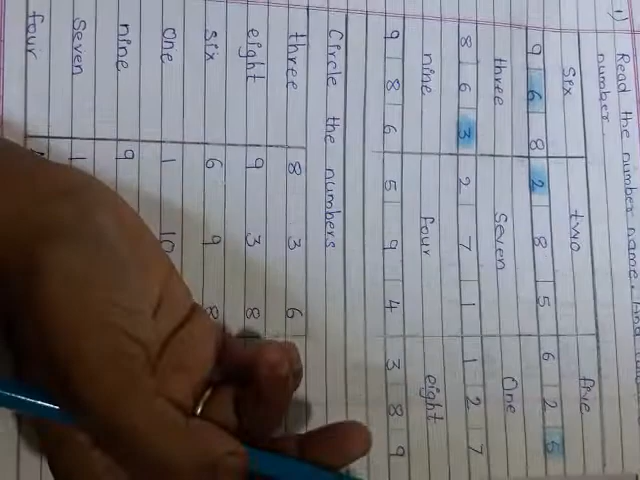 1) Read the number name. And
number
Six two five
9 6 8 2 8 5 6 2 5
three Seven One
8 6 3 2 7 1 1 2 7
nine four eight
9 8 6 5 9 4 3 8 9
Circle the numbers
three 8 3 6
eight 9 3 8
six 6 9 8
One 1 10
nine 9
Seven 1
four